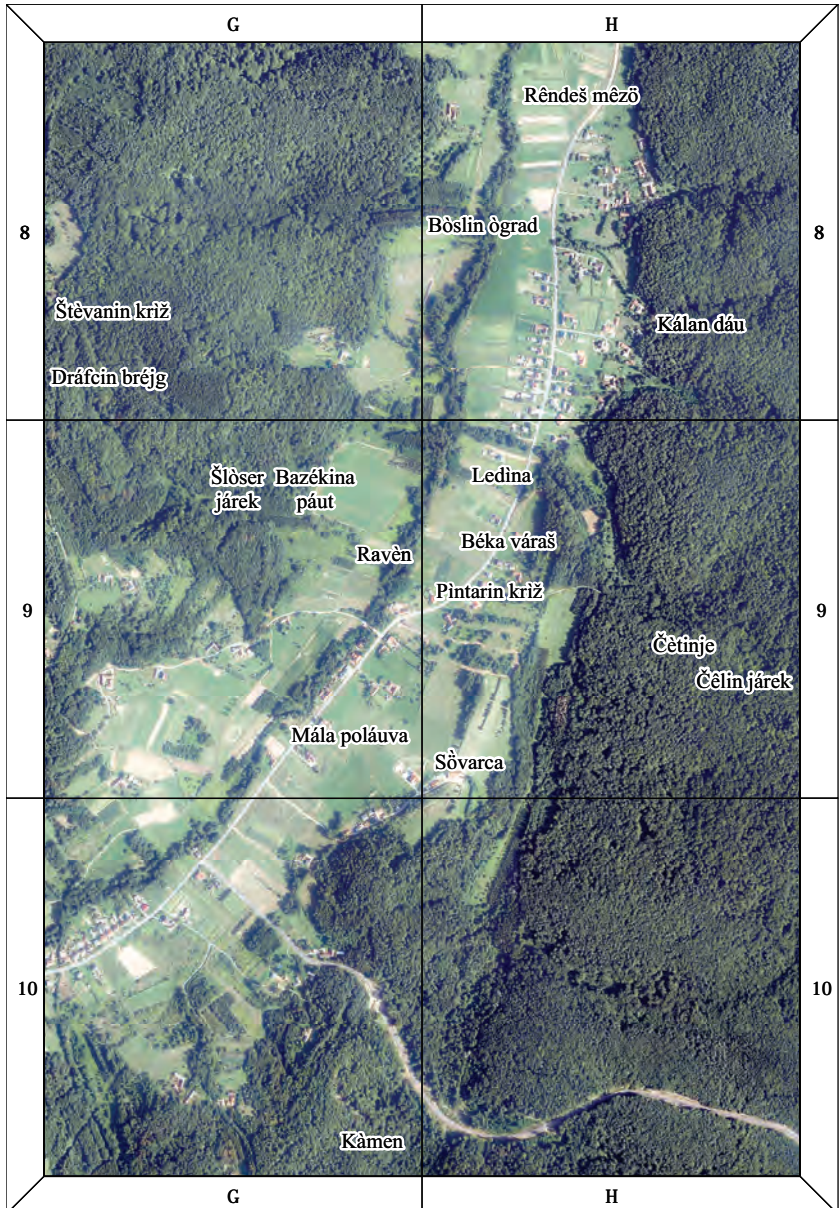 G H
Rêndeš mêzö
8 Bòslin ògrad 8
Štèvanin križ
Kálan dáu
Dráfcin bréjg
Šlòser Bazékina Ledìna
járek páut
Béka váraš
Ravèn
Pìntarin križ
9 9
Čètinje
Čêlin járek
Mála poláuva
Sȍvarca
10 10
Kàmen
G H